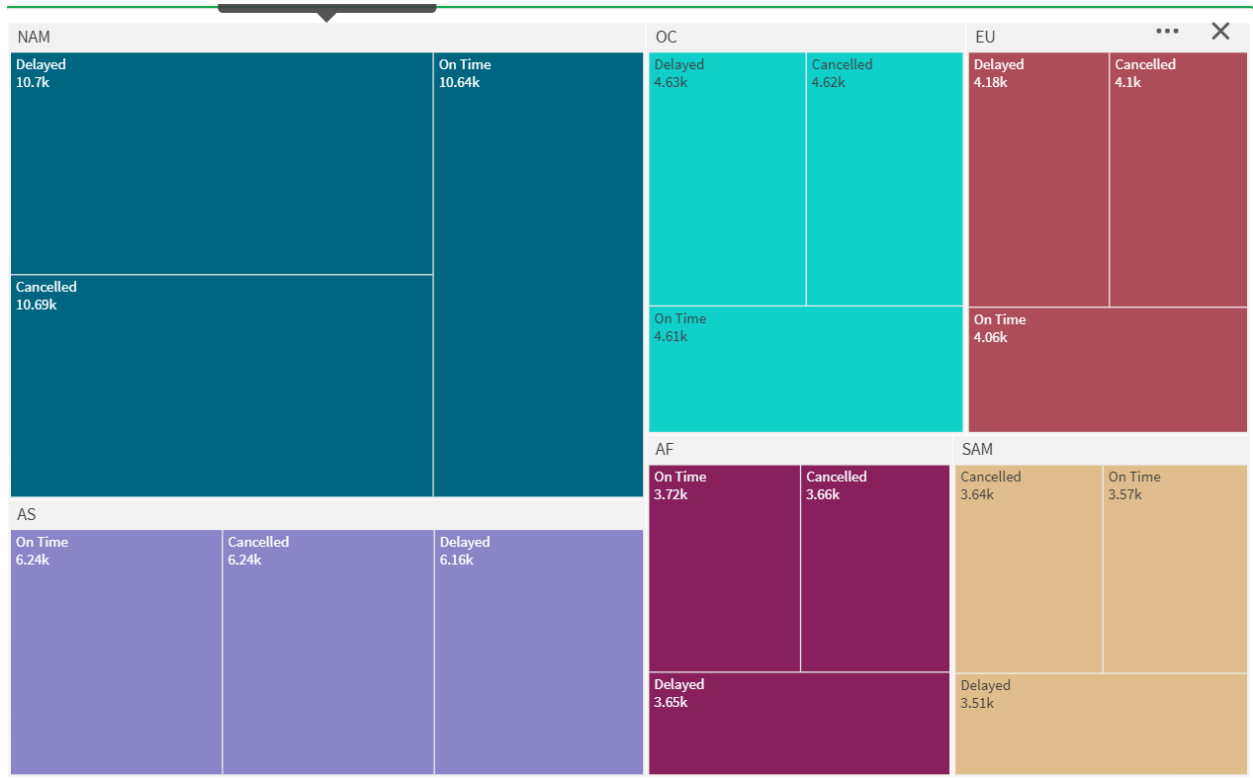 NAM
Delayed
10.7k
On Time
10.64k
Cancelled
10.69k
AS
On Time
6.24k
Cancelled
6.24k
Delayed
6.16k
OC
Delayed
4.63k
Cancelled
4.62k
On Time
4.61k
EU
Delayed
4.18k
Cancelled
4.1k
On Time
4.06k
AF
On Time
3.72k
Cancelled
3.66k
Delayed
3.65k
SAM
Cancelled
3.64k
On Time
3.57k
Delayed
3.51k